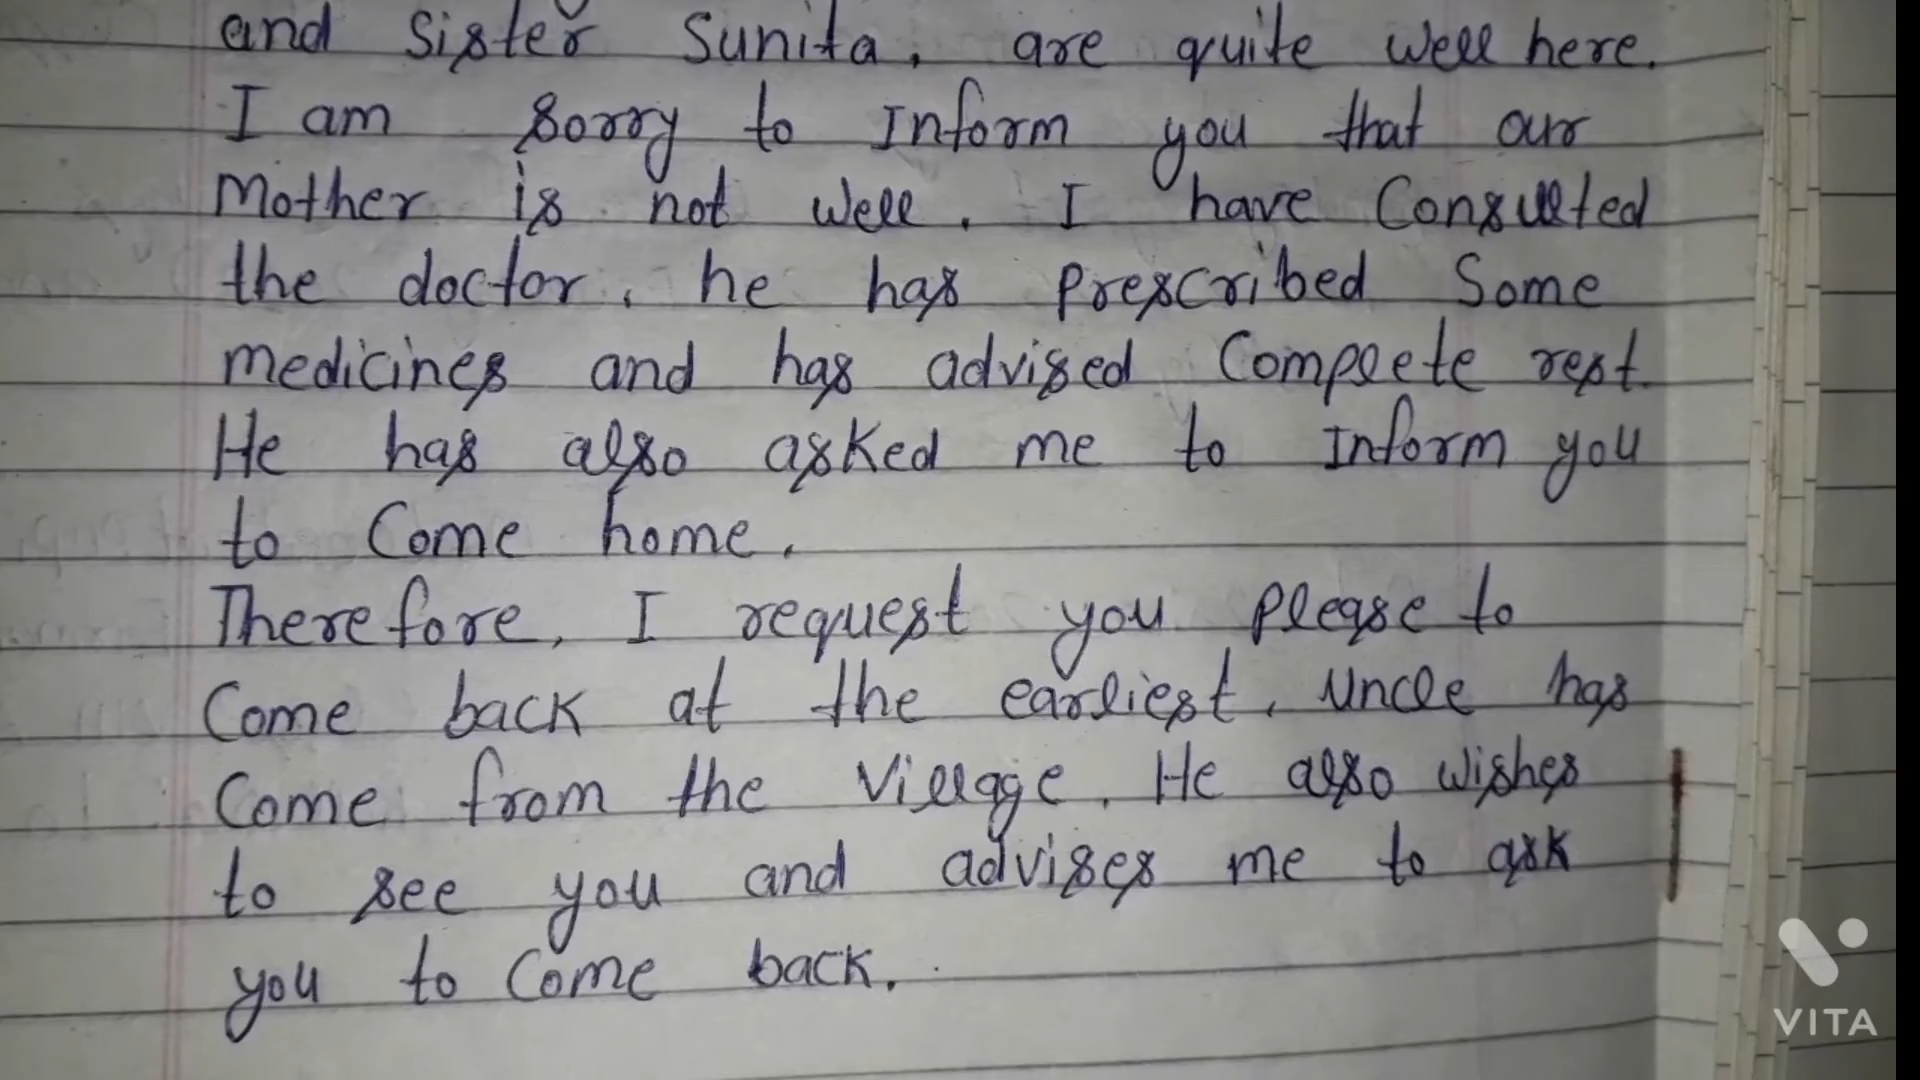 and Sister Sunita, are quite well here.
I am sorry to Inform you that our
Mother is not well. I have Consulted
the doctor, he has Prescribed Some
medicines and has advised Complete rest.
He has also asked me to Inform you
to Come home.
Therefore, I request you Please to
Come back at the earliest, Uncle has
Come from the Village. He also wishes
to see you and advises me to ask
you to Come back.
VITA